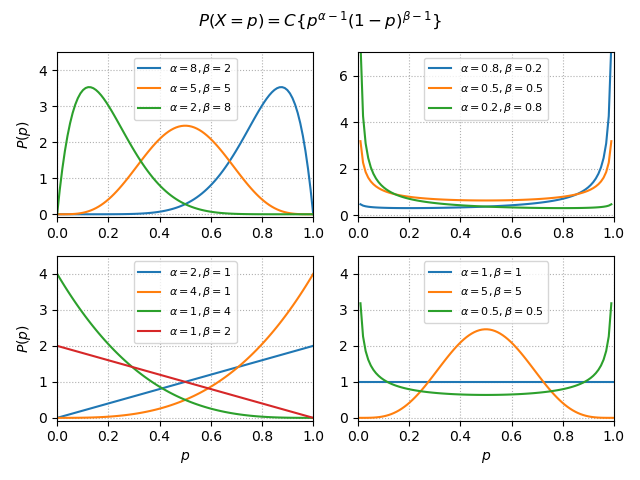 P(X = p) = C{p^{α−1}(1 − p)^{β−1}}
P(p)
4
3
2
1
0
0.0 0.2 0.4 0.6 0.8 1.0
α = 8, β = 2
α = 5, β = 5
α = 2, β = 8
6
4
2
0
0.0 0.2 0.4 0.6 0.8 1.0
α = 0.8, β = 0.2
α = 0.5, β = 0.5
α = 0.2, β = 0.8
P(p)
4
3
2
1
0
0.0 0.2 0.4 0.6 0.8 1.0
p
α = 2, β = 1
α = 4, β = 1
α = 1, β = 4
α = 1, β = 2
4
3
2
1
0
0.0 0.2 0.4 0.6 0.8 1.0
p
α = 1, β = 1
α = 5, β = 5
α = 0.5, β = 0.5